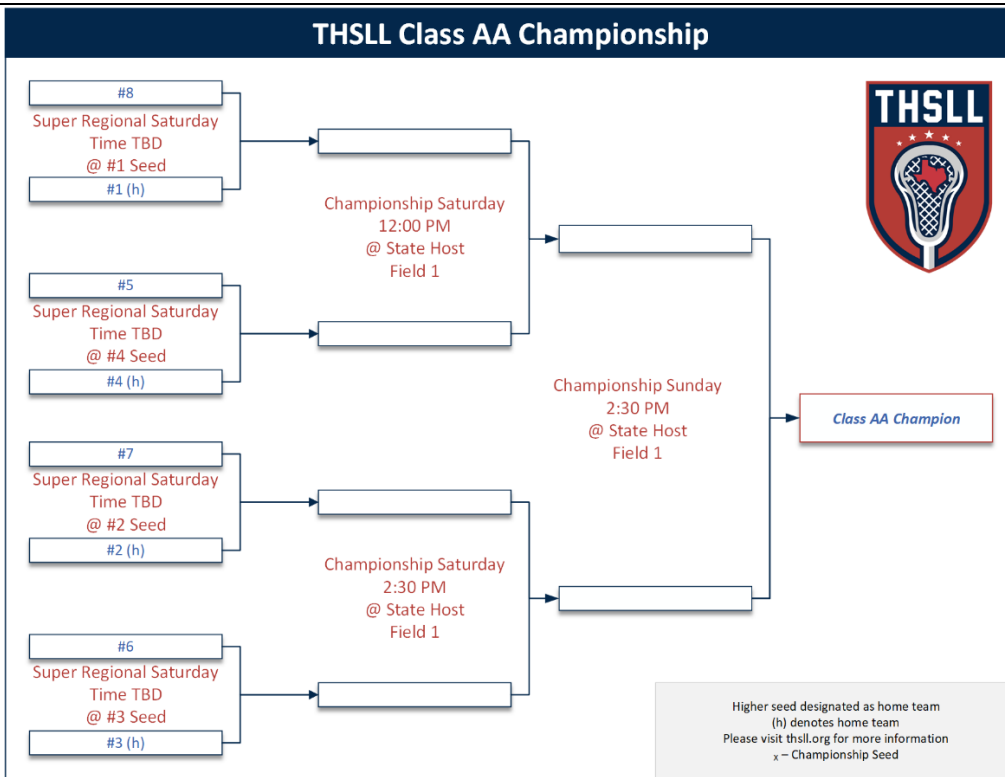 THSLL Class AA Championship
THSLL
#8
Super Regional Saturday
Time TBD
@ #1 Seed
#1 (h)
Championship Saturday
12:00 PM
@ State Host
Field 1
#5
Super Regional Saturday
Time TBD
@ #4 Seed
#4 (h)
Championship Sunday
2:30 PM
@ State Host
Field 1
Class AA Champion
#7
Super Regional Saturday
Time TBD
@ #2 Seed
#2 (h)
Championship Saturday
2:30 PM
@ State Host
Field 1
#6
Super Regional Saturday
Time TBD
@ #3 Seed
#3 (h)
Higher seed designated as home team
(h) denotes home team
Please visit thsll.org for more information
x – Championship Seed